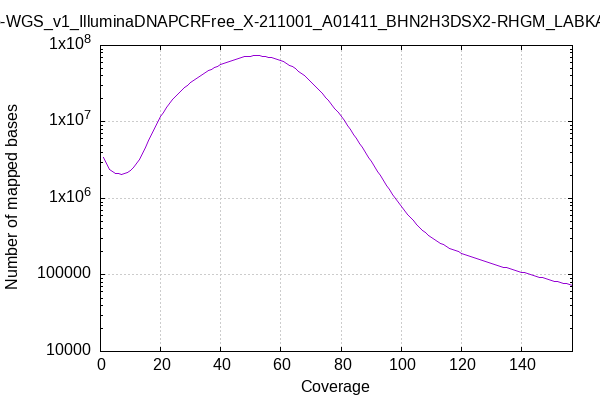 -WGS_v1_IlluminaDNAPCRFree_X-211001_A01411_BHN2H3DSX2-RHGM_LABKA
1x10^8
1x10^7
1x10^6
100000
10000
Number of mapped bases
0 20 40 60 80 100 120 140
Coverage